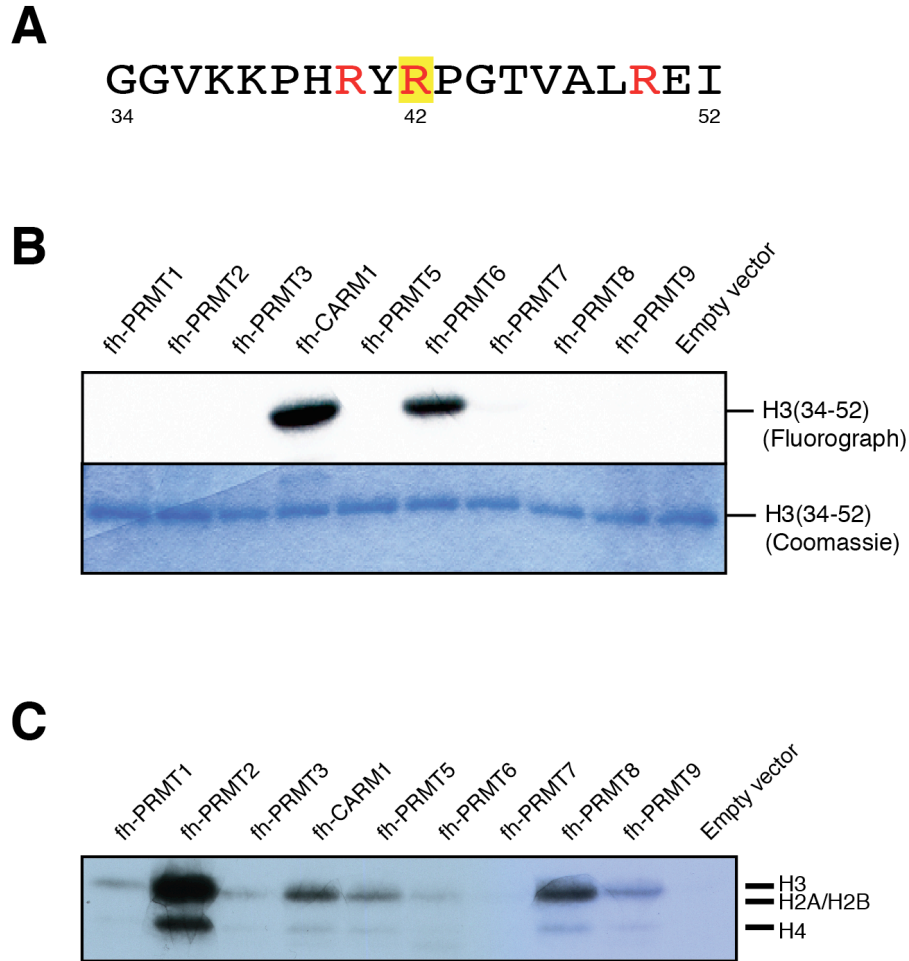 A
GGVKKPHRYRPGTVALREI
34 42 52
B
fh-PRMT1 fh-PRMT2 fh-PRMT3 fh-CARM1 fh-PRMT5 fh-PRMT6 fh-PRMT7 fh-PRMT8 fh-PRMT9 Empty vector
H3(34-52)
(Fluorograph)
H3(34-52)
(Coomassie)
C
fh-PRMT1 fh-PRMT2 fh-PRMT3 fh-CARM1 fh-PRMT5 fh-PRMT6 fh-PRMT7 fh-PRMT8 fh-PRMT9 Empty vector
H3
H2A/H2B
H4